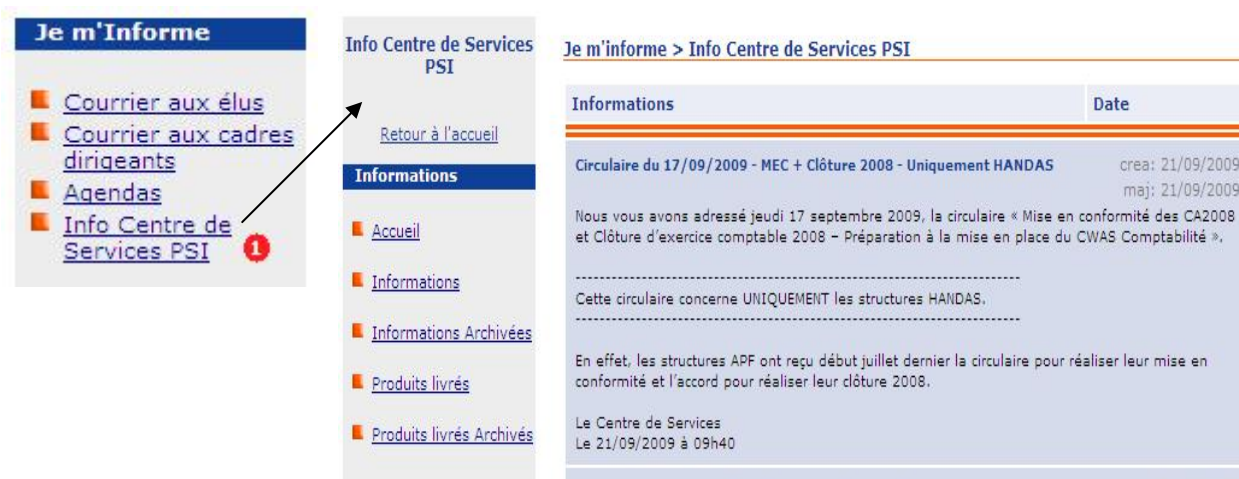 Je m'Informe
Courrier aux élus
Courrier aux cadres
dirigeants
Agendas
Info Centre de
Services PSI
1
Info Centre de Services
PSI
Retour à l'accueil
Informations
Accueil
Informations
Informations Archivées
Produits livrés
Produits livrés Archivés
Je m'informe > Info Centre de Services PSI
Informations Date
Circulaire du 17/09/2009 - MEC + Clôture 2008 - Uniquement HANDAS crea: 21/09/2009
maj: 21/09/2009
Nous vous avons adressé jeudi 17 septembre 2009, la circulaire « Mise en conformité des CA2008
et Clôture d'exercice comptable 2008 – Préparation à la mise en place du CWAS Comptabilité ».
--------------------------------------------------------------------------
Cette circulaire concerne UNIQUEMENT les structures HANDAS.
--------------------------------------------------------------------------
En effet, les structures APF ont reçu début juillet dernier la circulaire pour réaliser leur mise en
conformité et l'accord pour réaliser leur clôture 2008.
Le Centre de Services
Le 21/09/2009 à 09h40